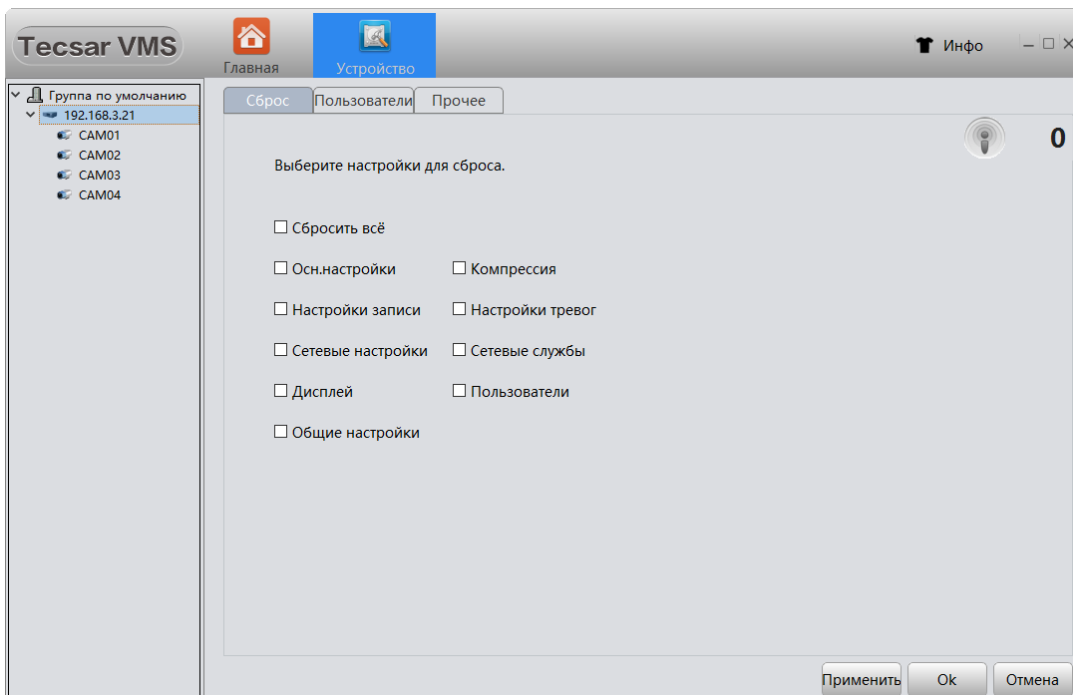 Tecsar VMS
Главная
Устройство
Инфо
Группа по умолчанию
192.168.3.21
CAM01
CAM02
CAM03
CAM04
Сброс Пользователи Прочее
0
Выберите настройки для сброса.
Сбросить всё
Осн.настройки Компрессия
Настройки записи Настройки тревог
Сетевые настройки Сетевые службы
Дисплей Пользователи
Общие настройки
Применить Ok Отмена